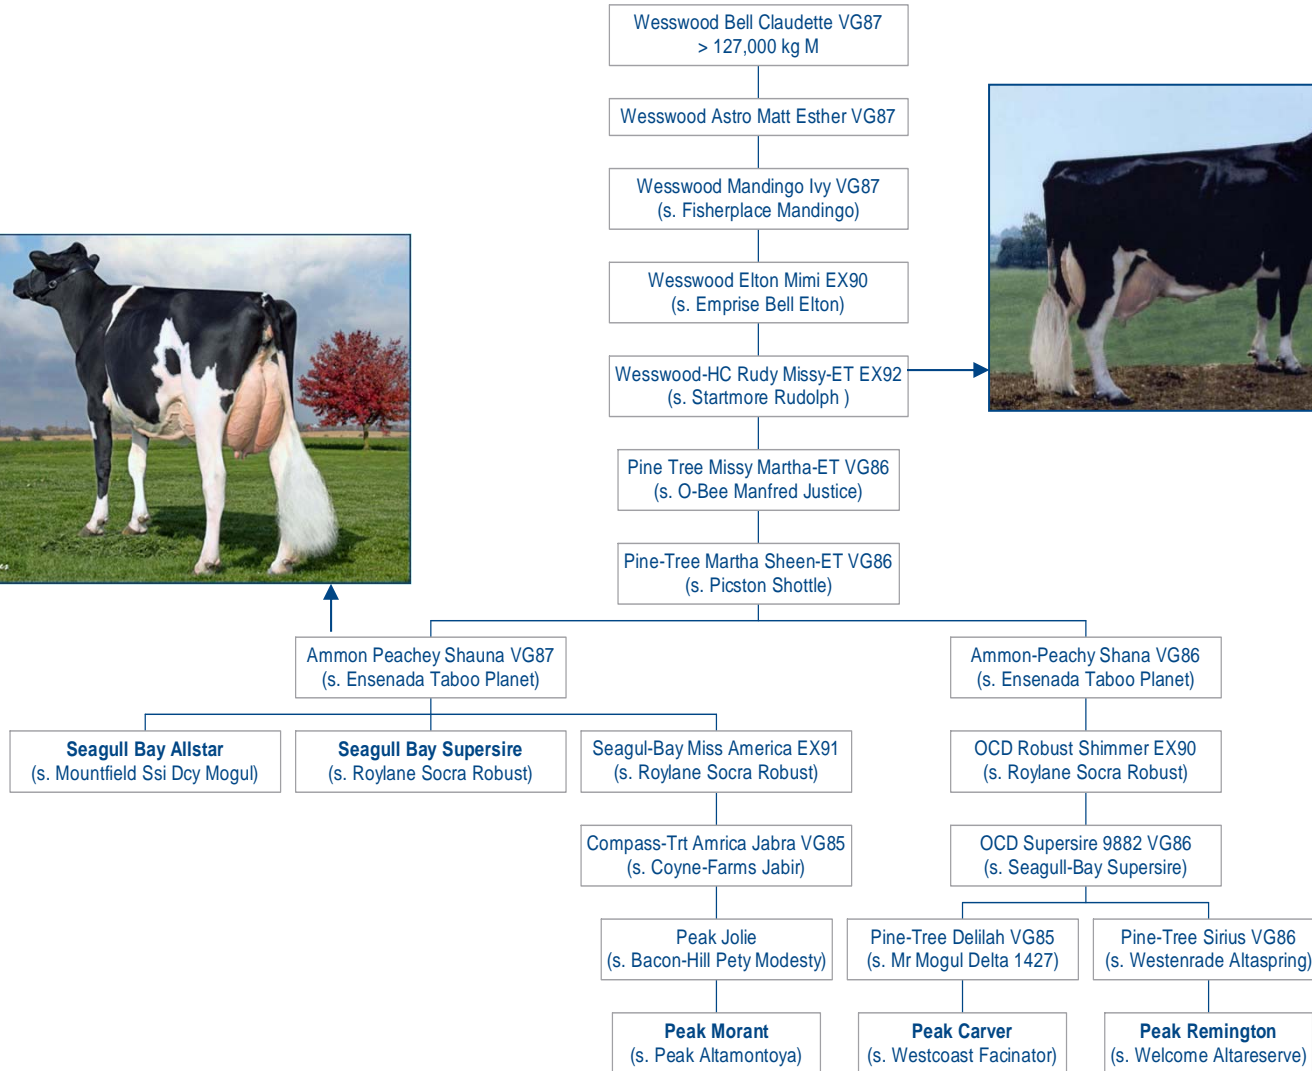 Wesswood Bell Claudette VG87
> 127,000 kg M
Wesswood Astro Matt Esther VG87
Wesswood Mandingo Ivy VG87
(s. Fisherplace Mandingo)
Wesswood Elton Mimi EX90
(s. Emprise Bell Elton)
Wesswood-HC Rudy Missy-ET EX92
(s. Startmore Rudolph )
Pine Tree Missy Martha-ET VG86
(s. O-Bee Manfred Justice)
Pine-Tree Martha Sheen-ET VG86
(s. Picston Shottle)
Ammon Peachey Shauna VG87
(s. Ensenada Taboo Planet)
Ammon-Peachy Shana VG86
(s. Ensenada Taboo Planet)
Seagull Bay Allstar
(s. Mountfield Ssi Dcy Mogul)
Seagull Bay Supersire
(s. Roylane Socra Robust)
Seagul-Bay Miss America EX91
(s. Roylane Socra Robust)
OCD Robust Shimmer EX90
(s. Roylane Socra Robust)
Compass-Trt Amrica Jabra VG85
(s. Coyne-Farms Jabir)
OCD Supersire 9882 VG86
(s. Seagull-Bay Supersire)
Peak Jolie
(s. Bacon-Hill Pety Modesty)
Pine-Tree Delilah VG85
(s. Mr Mogul Delta 1427)
Pine-Tree Sirius VG86
(s. Westenrade Altaspring)
Peak Morant
(s. Peak Altamontoya)
Peak Carver
(s. Westcoast Facinator)
Peak Remington
(s. Welcome Altareserve)